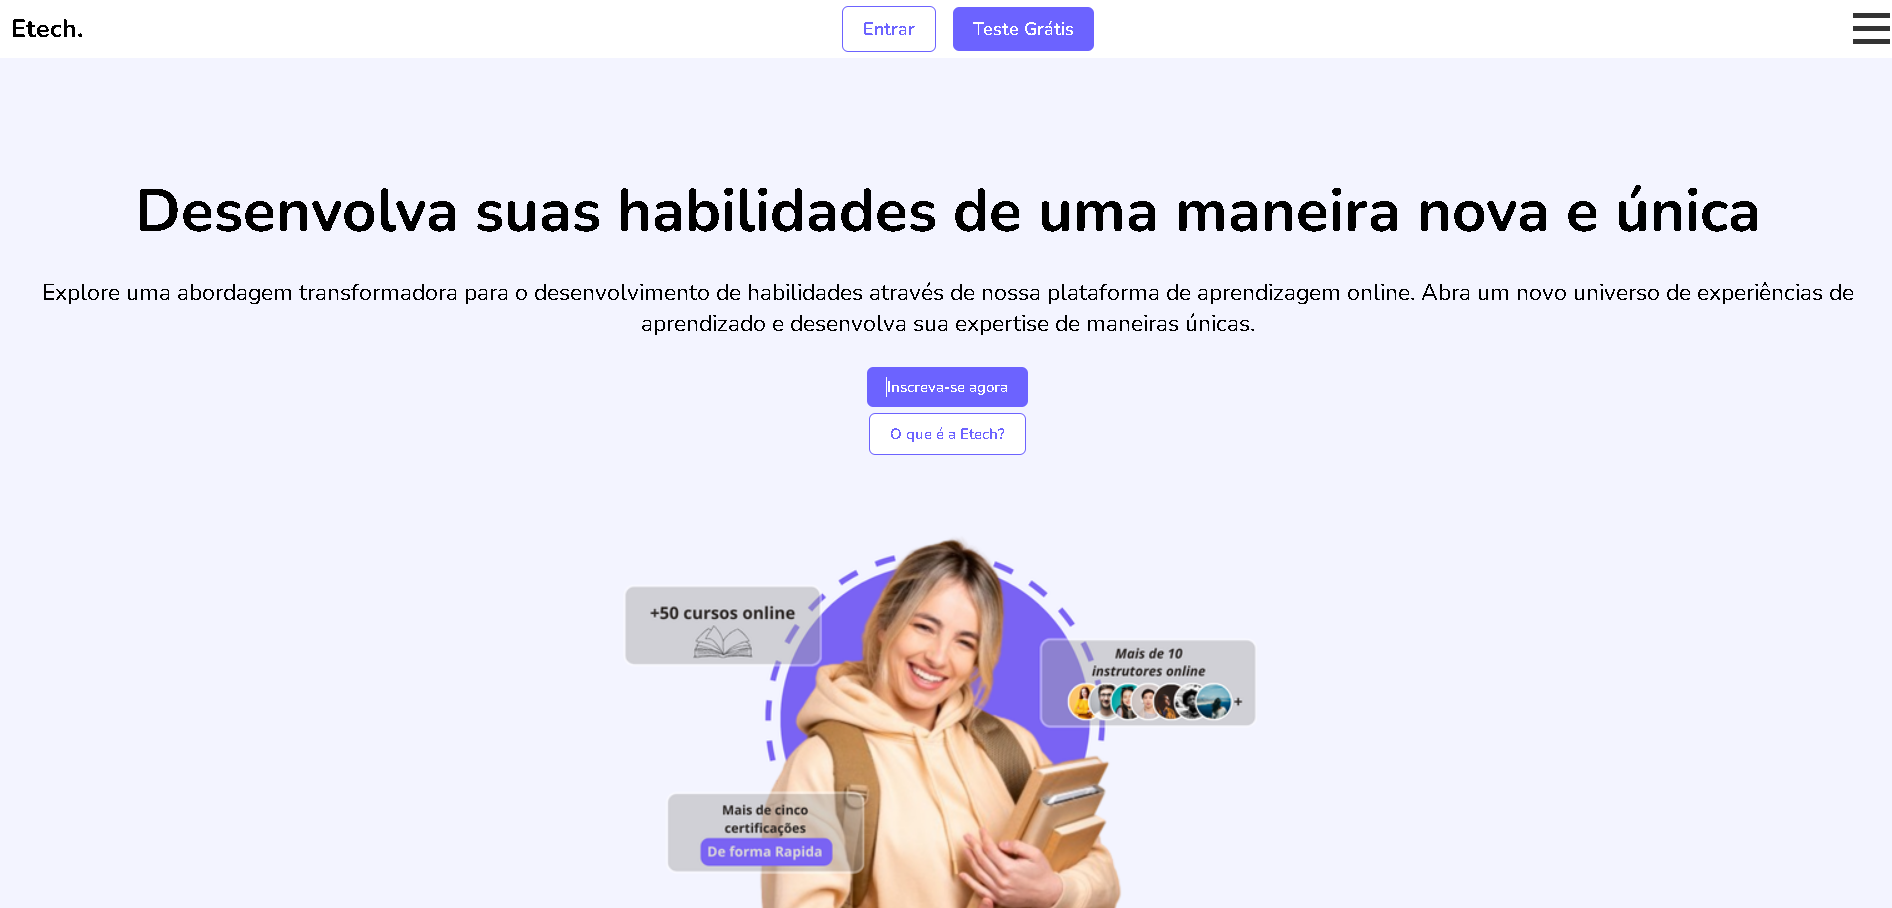 Etech.
Entrar
Teste Grátis
Desenvolva suas habilidades de uma maneira nova e única
Explore uma abordagem transformadora para o desenvolvimento de habilidades através de nossa plataforma de aprendizagem online. Abra um novo universo de experiências de
aprendizado e desenvolva sua expertise de maneiras únicas.
Inscreva-se agora
O que é a Etech?
+50 cursos online
Mais de 10
instrutores online
+
Mais de cinco
certificações
De forma Rapida